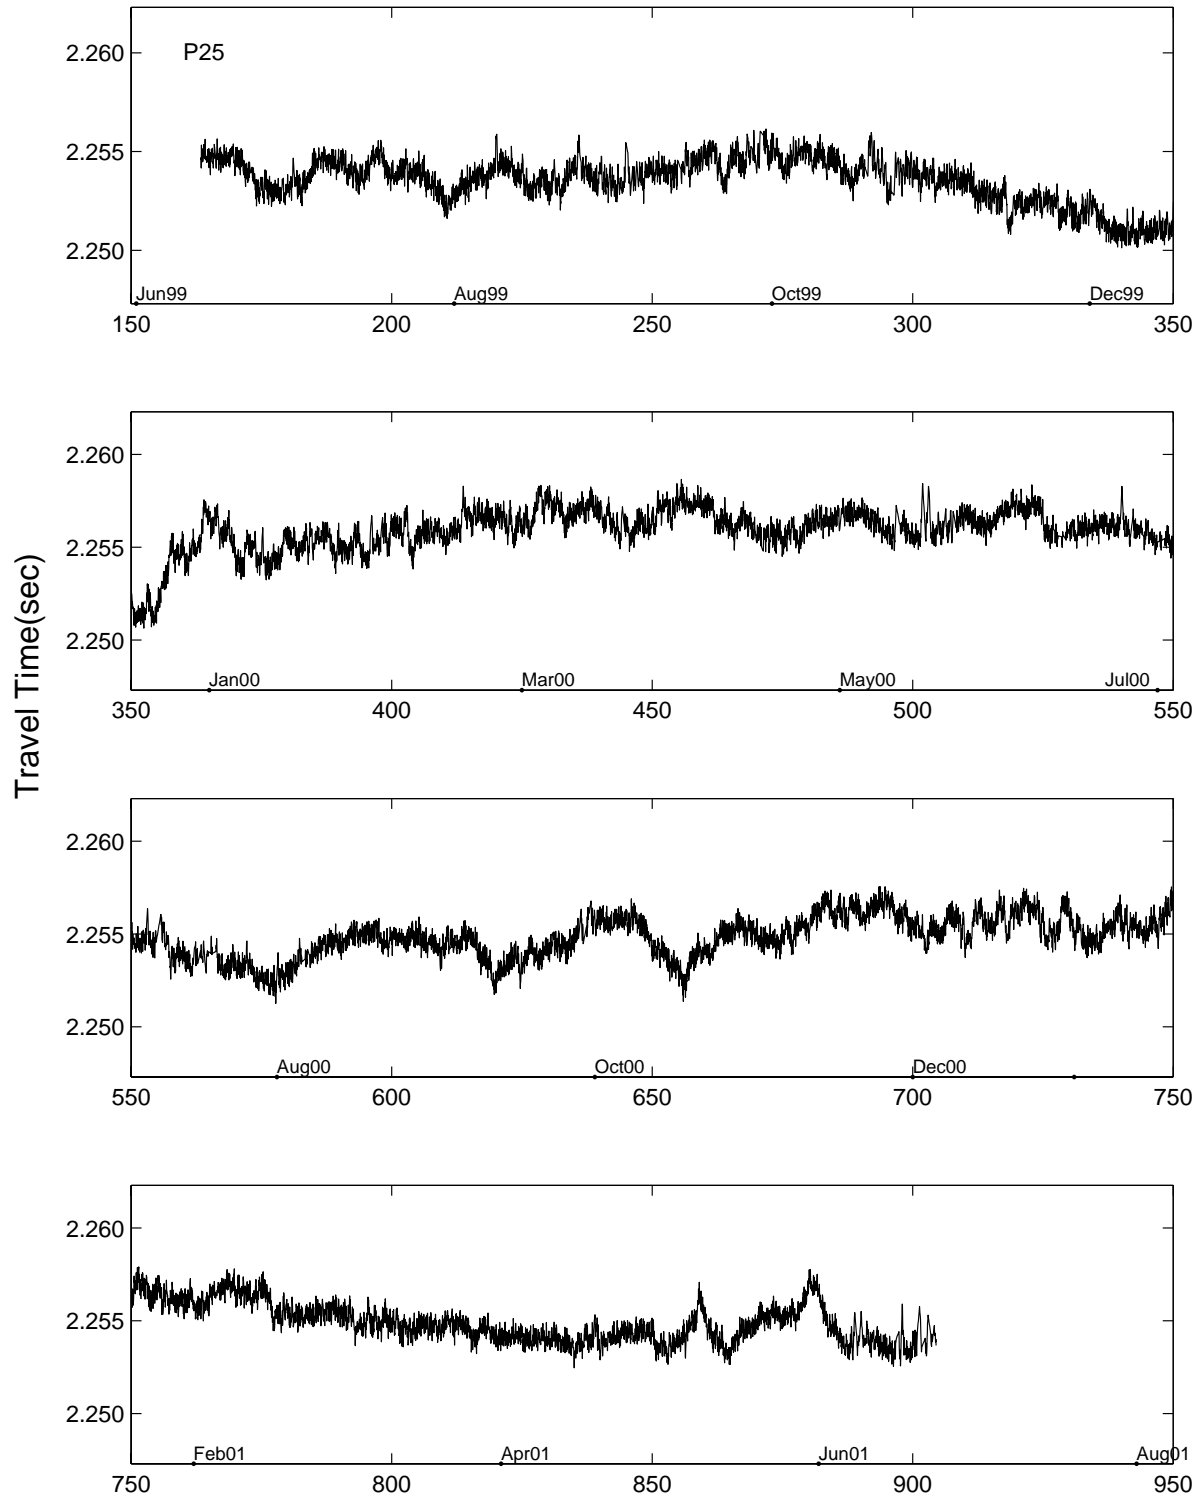 2.260
P25
2.255
2.250
Jun99 Aug99 Oct99 Dec99
150 200 250 300 350
2.260
2.255
2.250
Jan00 Mar00 May00 Jul00
350 400 450 500 550
Travel Time(sec)
2.260
2.255
2.250
Aug00 Oct00 Dec00
550 600 650 700 750
2.260
2.255
2.250
Feb01 Apr01 Jun01 Aug01
750 800 850 900 950